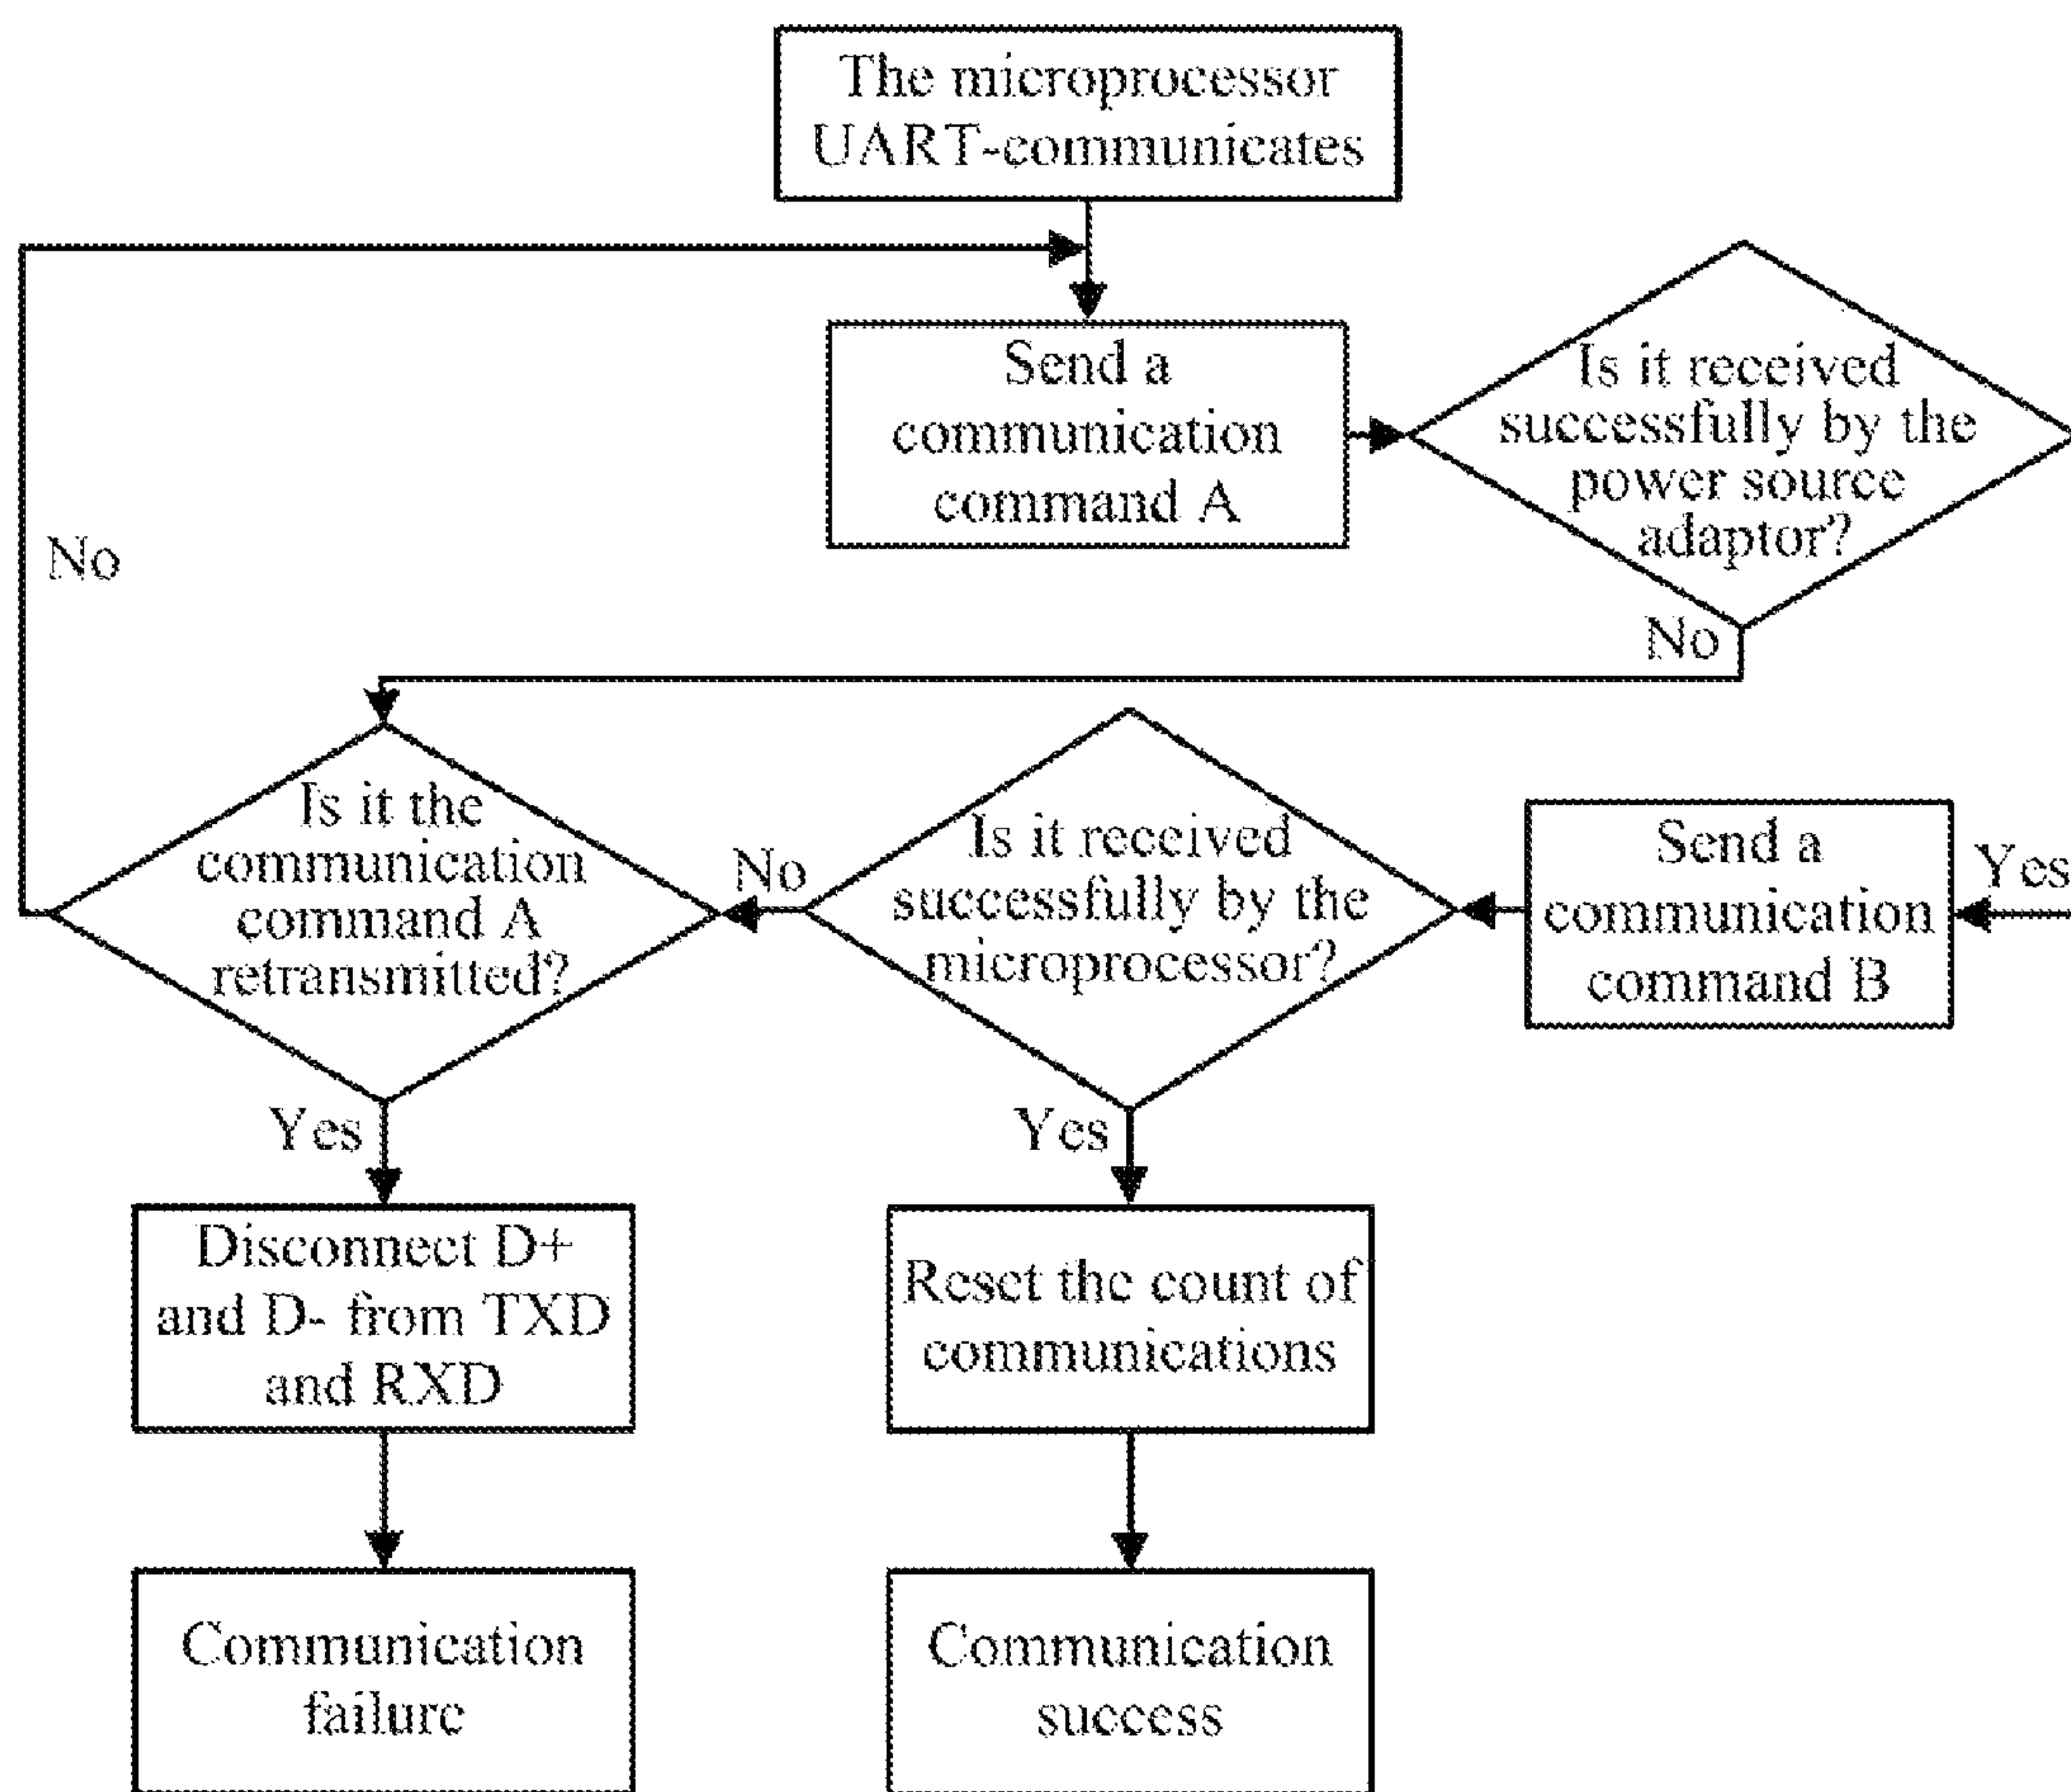 The microprocessor
UART-communicates
Send a
communication
command A
Is it received
successfully by the
power source
adaptor?
No
No
Is it the
communication
command A
retransmitted?
No
Is it received
successfully by the
microprocessor?
Send a
communication
command B
Yes
Yes
Yes
Disconnect D+
and D- from TXD
and RXD
Reset the count of
communications
Communication
failure
Communication
success